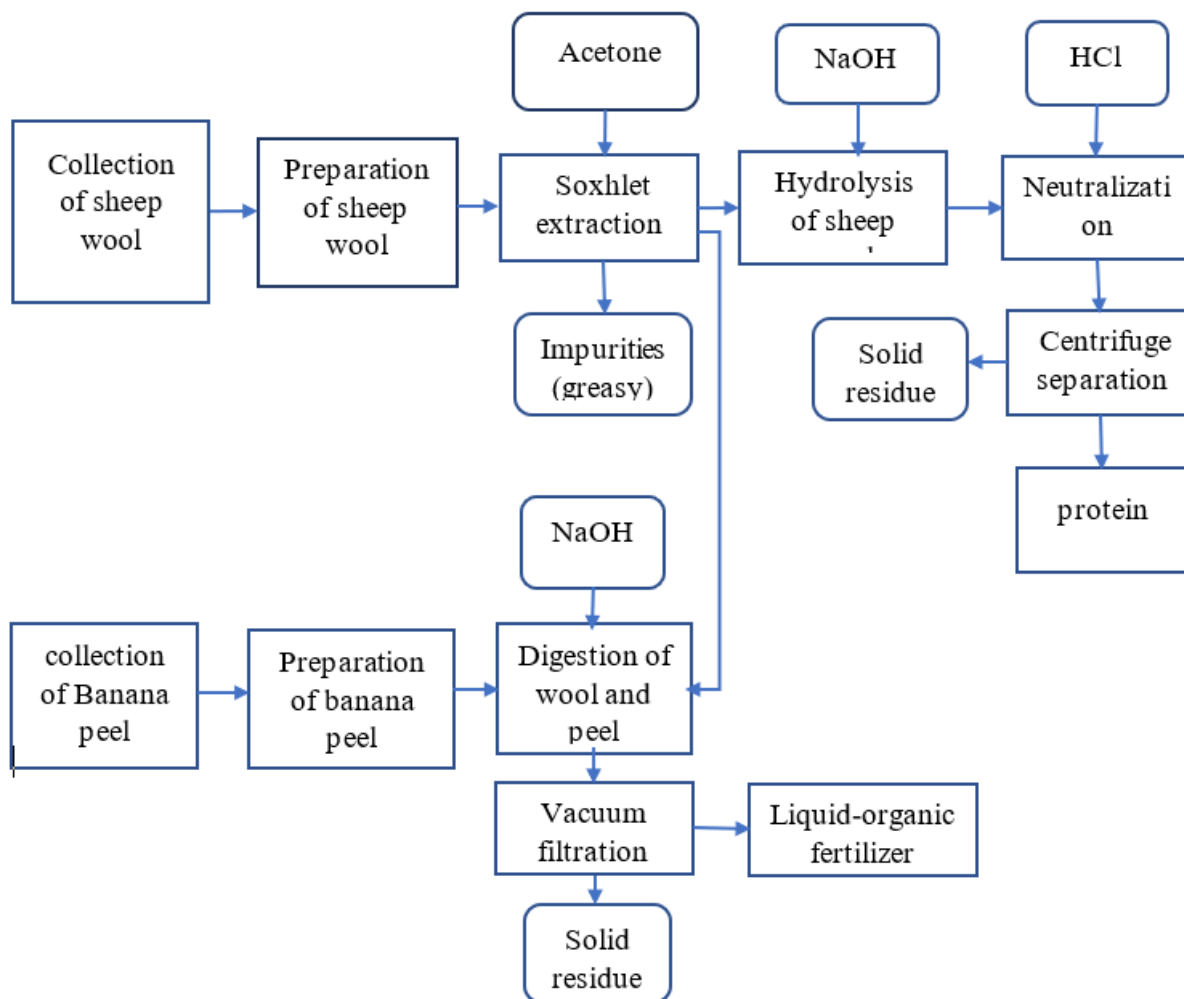 Acetone
NaOH
HCl
Collection
of sheep
wool
Preparation
of sheep
wool
Soxhlet
extraction
Hydrolysis
of sheep
Neutralizati
on
Impurities
(greasy)
Solid
residue
Centrifuge
separation
protein
NaOH
collection
of Banana
peel
Preparation
of banana
peel
Digestion of
wool and
peel
Vacuum
filtration
Liquid-organic
fertilizer
Solid
residue